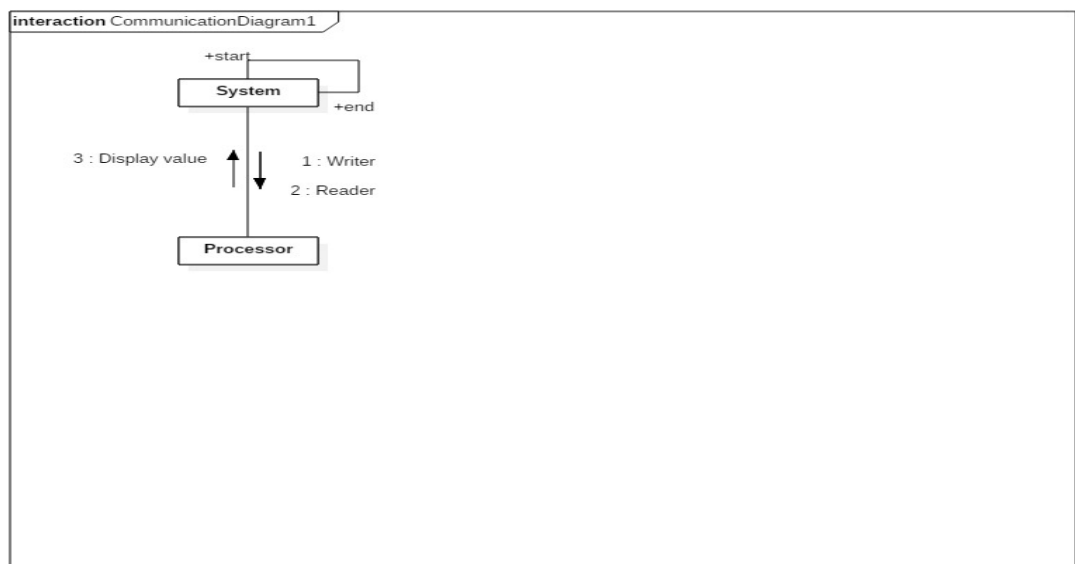 interaction CommunicationDiagram1
+start
System
+end
3 : Display value
1 : Writer
2 : Reader
Processor